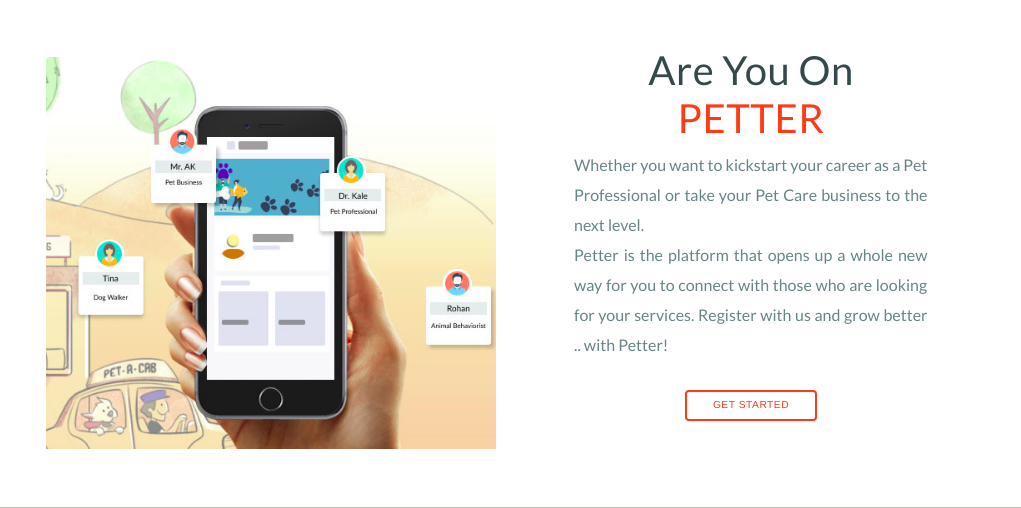 Are You On
PETTER
Whether you want to kickstart your career as a Pet
Professional or take your Pet Care business to the
next level.
Petter is the platform that opens up a whole new
way for you to connect with those who are looking
for your services. Register with us and grow better
.. with Petter!
GET STARTED
Mr. AK
Pet Business
Dr. Kale
Pet Professional
Tina
Dog Walker
Rohan
Animal Behaviorist
PET-A-CAB